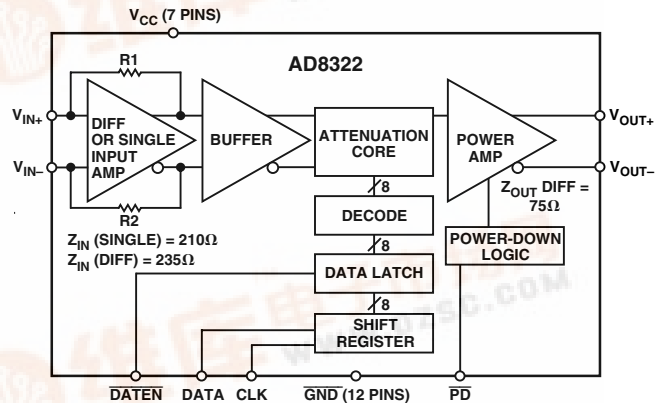 VCC (7 PINS)
R1
AD8322
VIN+
VIN–
DIFF
OR SINGLE
INPUT
AMP
BUFFER
ATTENUATION
CORE
POWER
AMP
VOUT+
VOUT–
R2
ZIN (SINGLE) = 210Ω
ZIN (DIFF) = 235Ω
8
DECODE
8
DATA LATCH
8
SHIFT
REGISTER
ZOUT DIFF =
75Ω
POWER-DOWN
LOGIC
DATEN
DATA
CLK
GND (12 PINS)
PD